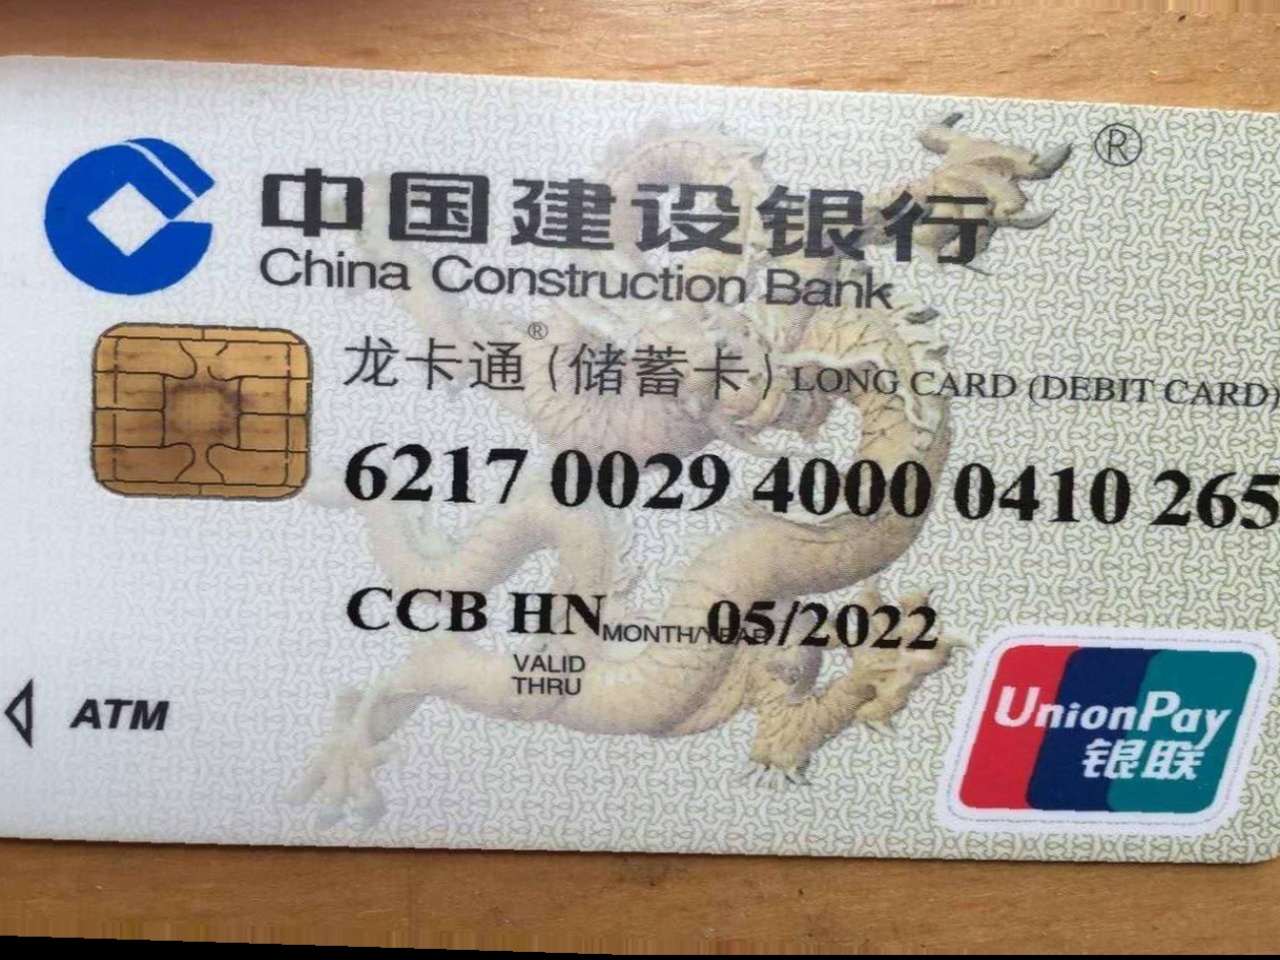 ®
中国建设银行
China Construction Bank
龙卡通®(储蓄卡) LONG CARD (DEBIT CARD)
6217 0029 4000 0410 265
CCB HN MONTH/YEAR 05/2022
VALID
THRU
ATM
UnionPay
银联